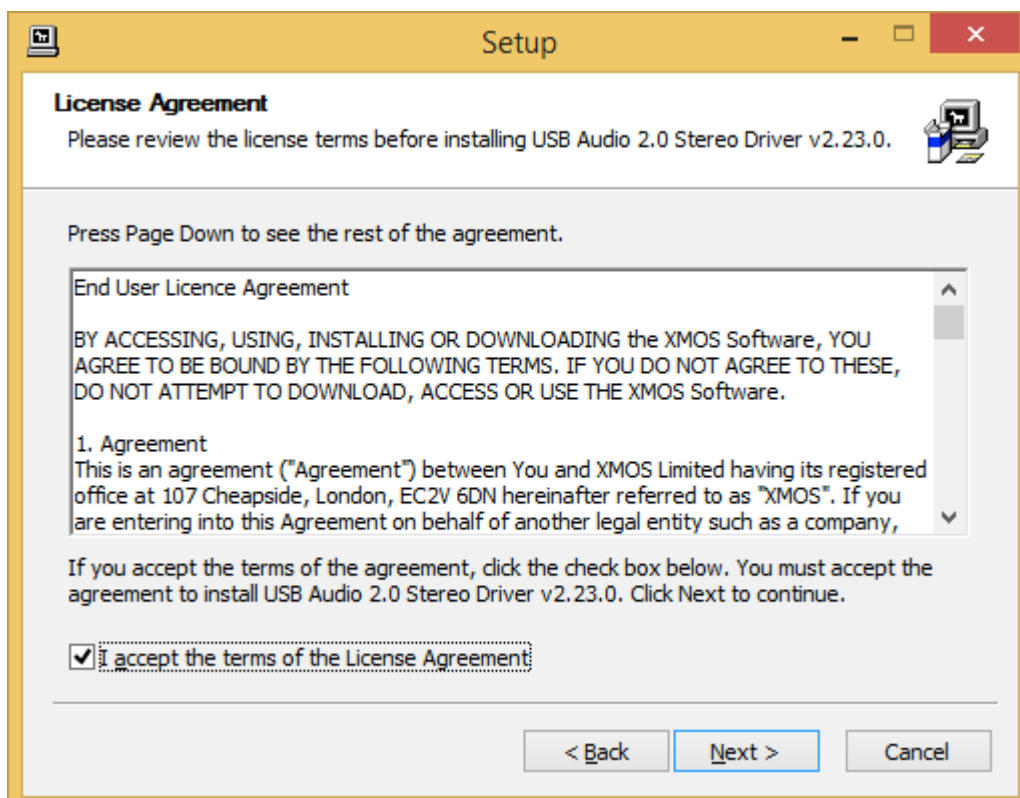 Setup
License Agreement
Please review the license terms before installing USB Audio 2.0 Stereo Driver v2.23.0.
Press Page Down to see the rest of the agreement.
End User Licence Agreement
BY ACCESSING, USING, INSTALLING OR DOWNLOADING the XMOS Software, YOU
AGREE TO BE BOUND BY THE FOLLOWING TERMS. IF YOU DO NOT AGREE TO THESE,
DO NOT ATTEMPT TO DOWNLOAD, ACCESS OR USE THE XMOS Software.
1. Agreement
This is an agreement ("Agreement") between You and XMOS Limited having its registered
office at 107 Cheapside, London, EC2V 6DN hereinafter referred to as "XMOS". If you
are entering into this Agreement on behalf of another legal entity such as a company,
If you accept the terms of the agreement, click the check box below. You must accept the
agreement to install USB Audio 2.0 Stereo Driver v2.23.0. Click Next to continue.
I accept the terms of the License Agreement
< Back
Next >
Cancel